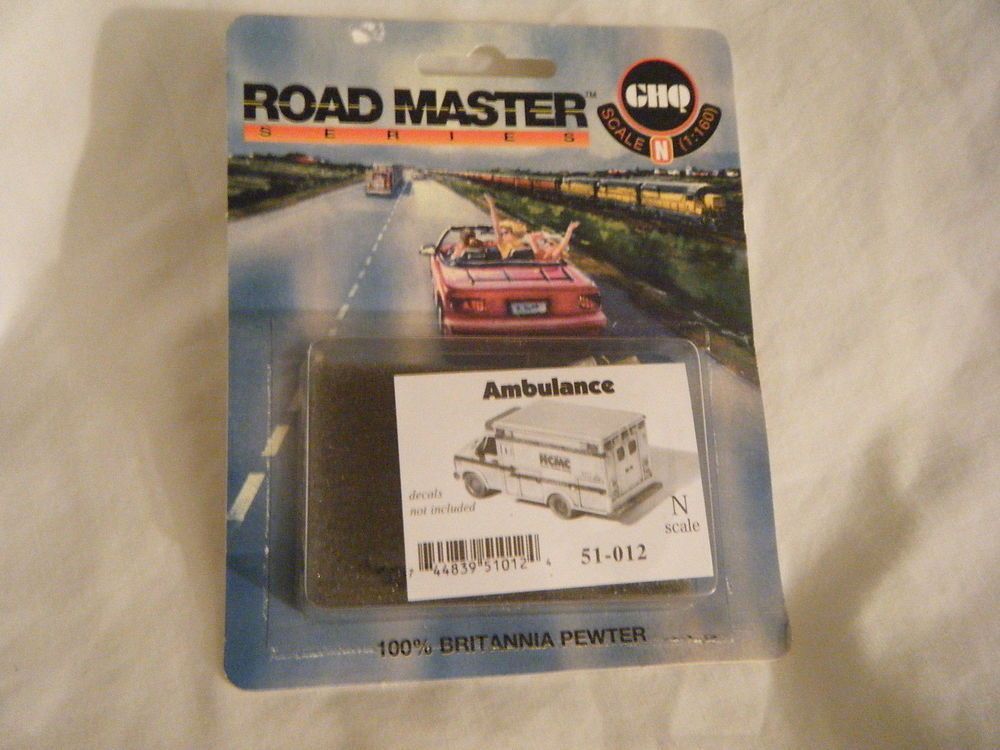 ROAD MASTER™
SERIES
GHQ
SCALE N (1:160)
Ambulance
HCMC
decals
not included
N
scale
51-012
7 44839 51012 4
100% BRITANNIA PEWTER